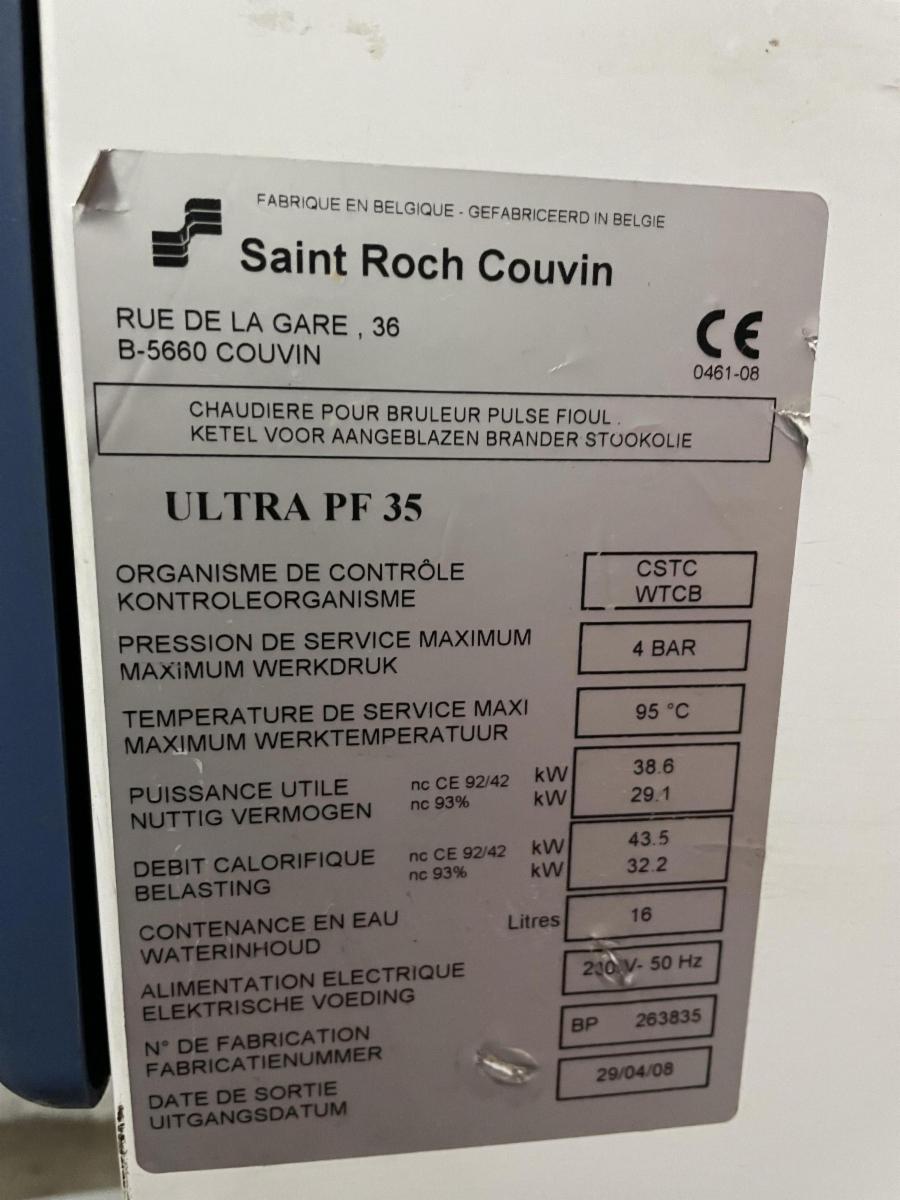 FABRIQUE EN BELGIQUE - GEFABRICEERD IN BELGIE
Saint Roch Couvin
RUE DE LA GARE , 36
B-5660 COUVIN
CE
0461-08
CHAUDIERE POUR BRULEUR PULSE FIOUL .
KETEL VOOR AANGEBLAZEN BRANDER STOOKOLIE
ULTRA PF 35
ORGANISME DE CONTRÔLE CSTC
KONTROLEORGANISME WTCB
PRESSION DE SERVICE MAXIMUM 4 BAR
MAXIMUM WERKDRUK
TEMPERATURE DE SERVICE MAXI 95 °C
MAXIMUM WERKTEMPERATUUR
PUISSANCE UTILE nc CE 92/42 kW 38.6
NUTTIG VERMOGEN nc 93% kW 29.1
DEBIT CALORIFIQUE nc CE 92/42 kW 43.5
BELASTING nc 93% kW 32.2
CONTENANCE EN EAU Litres 16
WATERINHOUD
ALIMENTATION ELECTRIQUE 230 V- 50 Hz
ELEKTRISCHE VOEDING
N° DE FABRICATION BP 263835
FABRICATIENUMMER
DATE DE SORTIE 29/04/08
UITGANGSDATUM